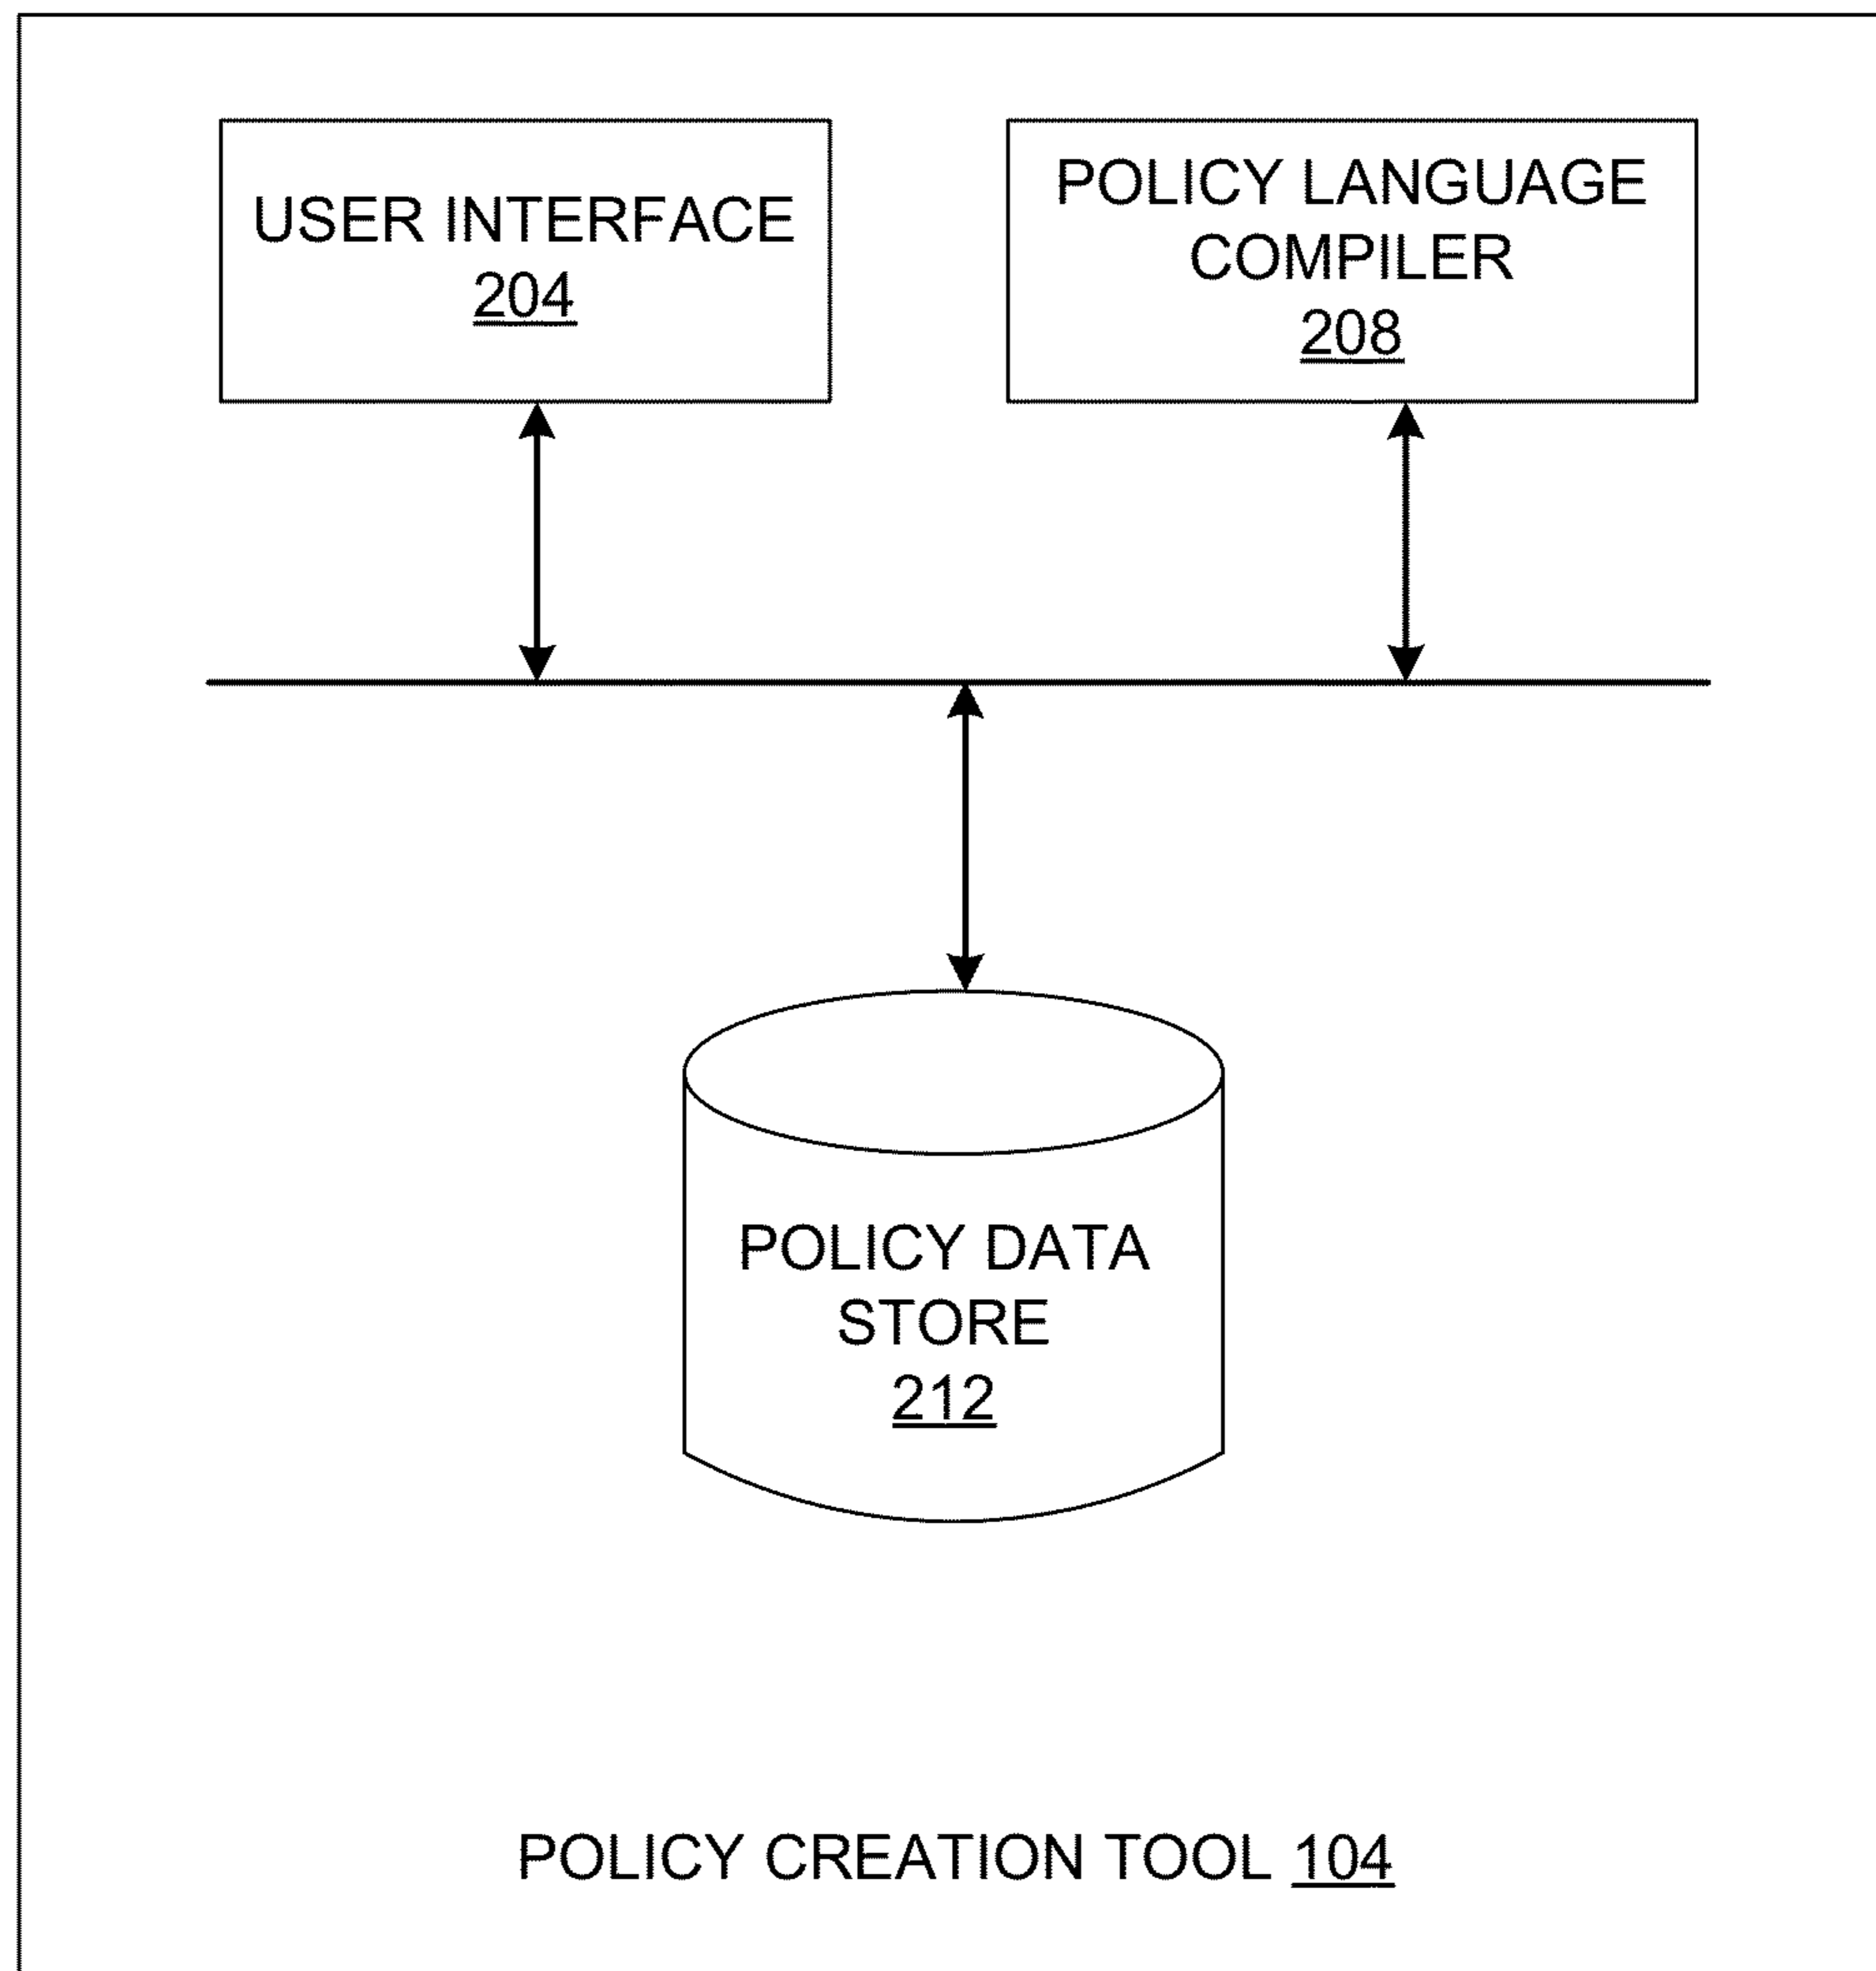 USER INTERFACE
204
POLICY LANGUAGE
COMPILER
208
POLICY DATA
STORE
212
POLICY CREATION TOOL 104